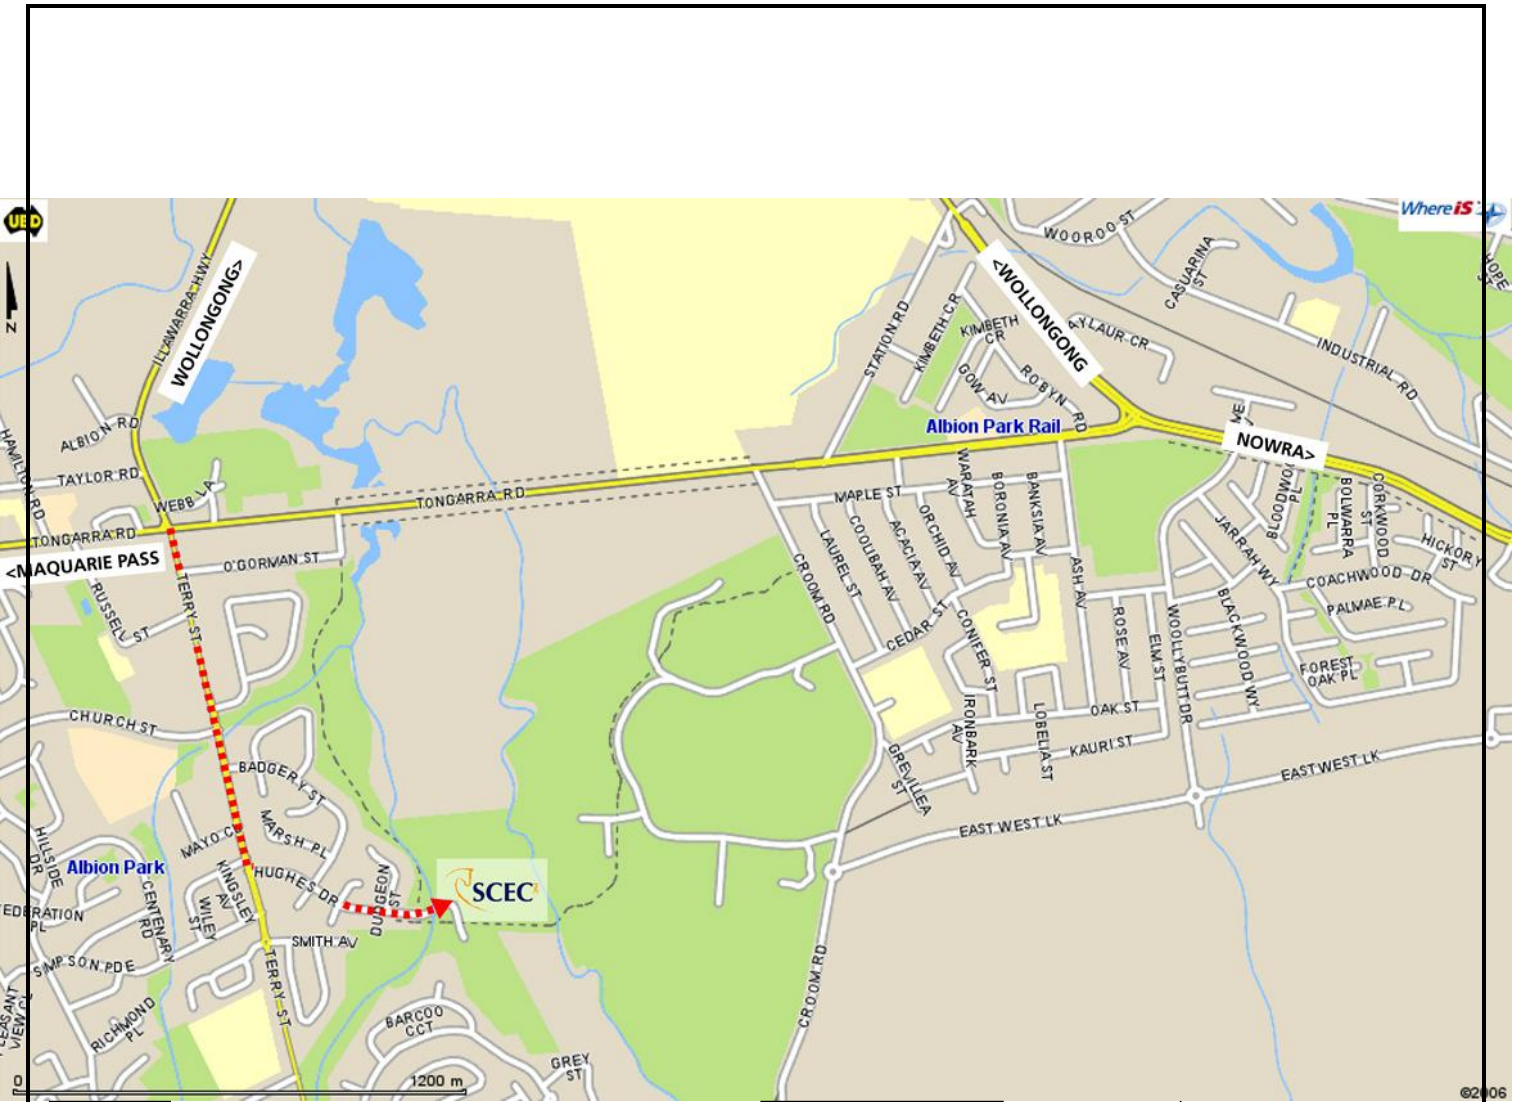 UBD
Whereis
N
WOOROO ST
HOPE ST
CASUARINA ST
ILLAWARRA HWY
WOLLONGONG>
<WOLLONGONG
STATION RD
KIMBETH CR
KIMBETH CR
AYLAUR CR
INDUSTRIAL RD
GOW AV
ROBYN RD
Albion Park Rail
NOWRA>
ALBION RD
HAMILTON RD
TAYLOR RD
WEBB LA
TONGARRA RD
TONGARRA RD
<MAQUARIE PASS
O'GORMAN ST
MAPLE ST
WARATAH AV
BORONIA AV
BANKSIA AV
BLOODWOOD PL
BOLWARRA PL
CORKWOOD ST
HICKORY ST
JARRAH WY
COACHWOOD DR
PALMAE PL
LAUREL ST
COOLIBAH AV
ACACIA AV
ORCHID AV
CROOM RD
CEDAR ST
CONIFER ST
ASH AV
ROSE AV
ELM ST
WOOLLYBUTT DR
BLACKWOOD WY
FOREST OAK PL
RUSSELL ST
TERRY ST
CHURCH ST
IRONBARK AV
LOBELIA ST
OAK ST
KAURI ST
GREVILLEA ST
EAST WEST LK
EAST WEST LK
BADGERY ST
MARSH PL
MAYO C
HILLSIDE DR
Albion Park
KINGSLEY AV
HUGHES DR
DUDGEON ST
SCEC
FEDERATION PL
CENTENARY RD
WILEY ST
SMITH AV
SIMPSON PDE
TERRY ST
CROOM RD
RICHMOND PL
BARCOO CCT
GREY ST
0
1200 m
©2006